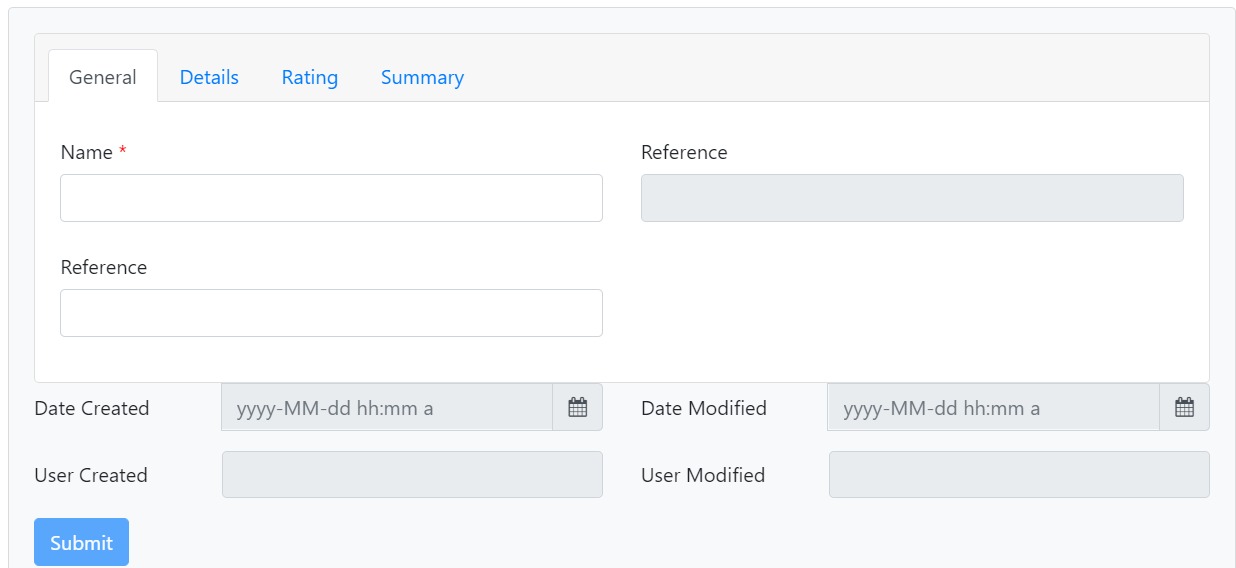 General Details Rating Summary
Name * Reference
Reference
Date Created yyyy-MM-dd hh:mm a Date Modified yyyy-MM-dd hh:mm a
User Created User Modified
Submit